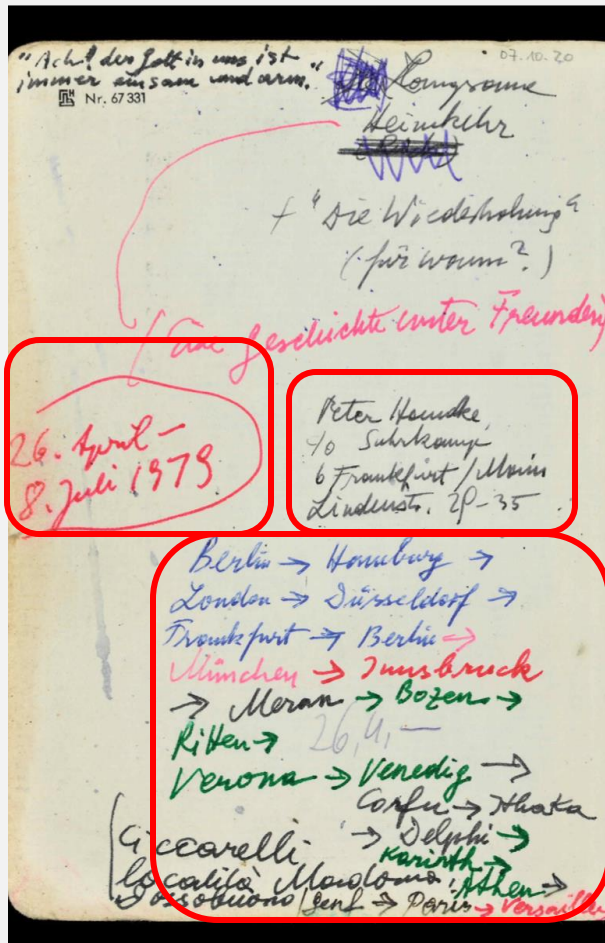 "Ach! der Gott in uns ist
immer einsam und arm."
Nr. 67331
07.10.20
Langsame
Heimkehr
+ "Die Wiederholung"
(für wann?)
(Eine Geschichte unter Freunden)
26. April –
8. Juli 1979
Peter Handke,
c/o Suhrkamp
6 Frankfurt / Main
Lindenstr. 29-35
Berlin → Hamburg →
London → Düsseldorf →
Frankfurt → Berlin →
München → Innsbruck
→ Meran → Bozen →
Ritten →
26,4,—
Verona → Venedig →
Corfu → Ithaka
→ Delphi →
Korinth →
Athen →
Ciccarelli
località Madonna,
Dossobuono / Genf → Paris → Versailles